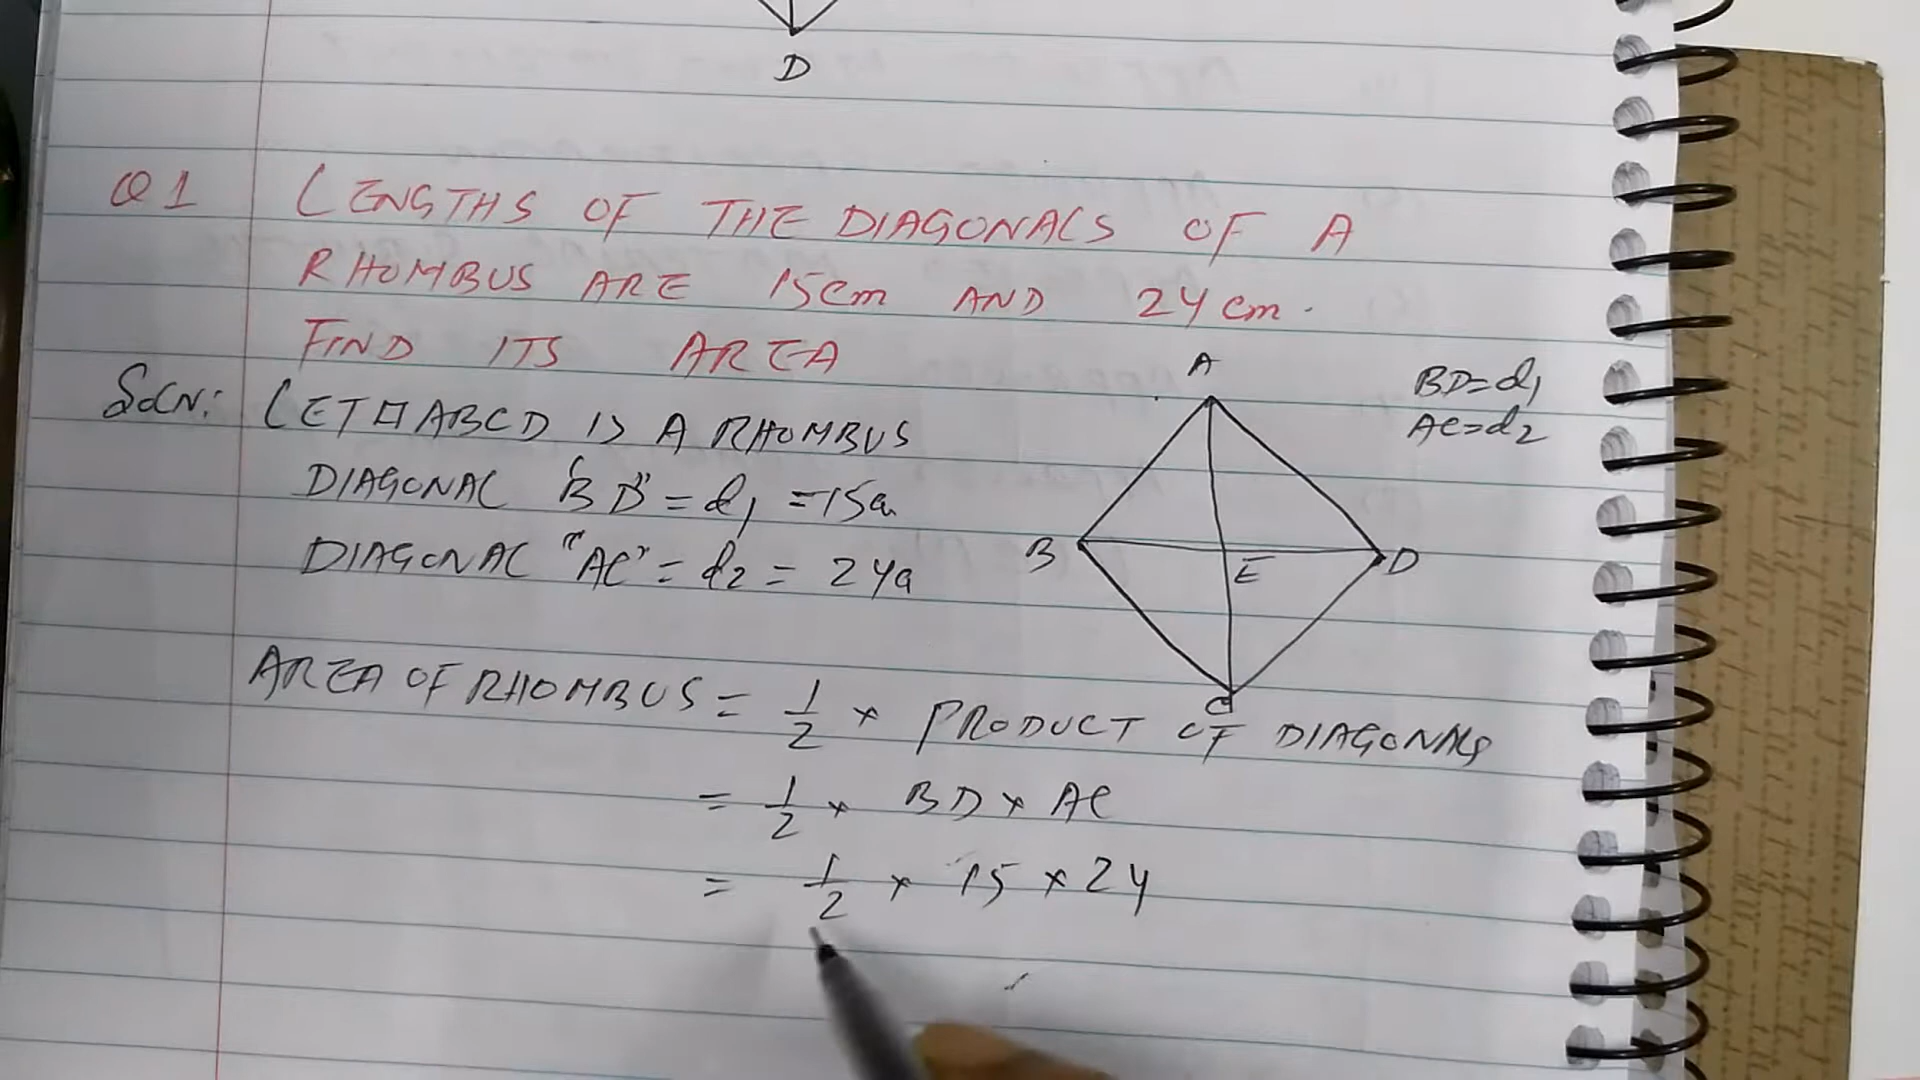 D
Q1 LENGTHS OF THE DIAGONALS OF A
RHOMBUS ARE 15cm AND 24cm.
FIND ITS AREA
SOLN: LET □ABCD IS A RHOMBUS
DIAGONAL "BD" = d1 = 15cm
DIAGONAL "AC" = d2 = 24cm
A
BD=d1
AC=d2
B
E
D
C
AREA OF RHOMBUS = 1/2 × PRODUCT OF DIAGONALS
= 1/2 × BD × AC
= 1/2 × 15 × 24